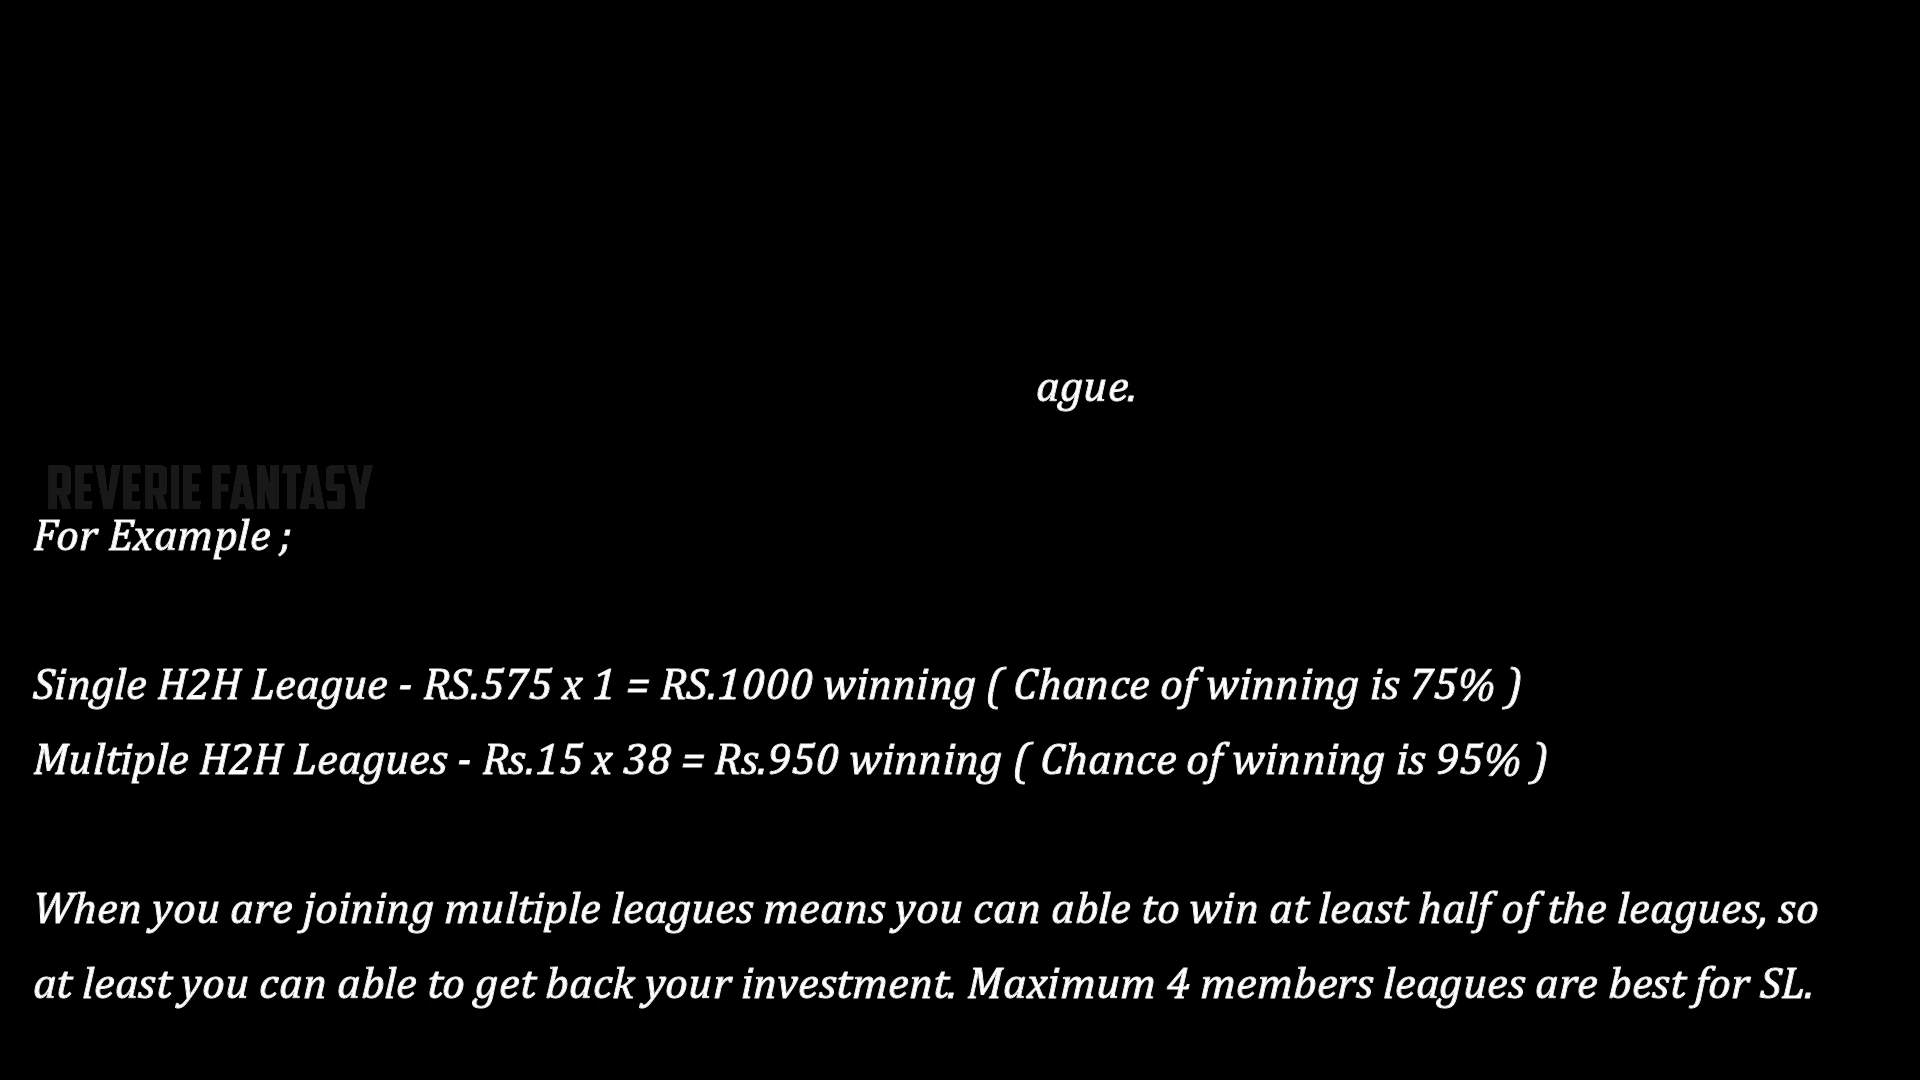 ague.
REVERIE FANTASY
For Example ;
Single H2H League - RS.575 x 1 = RS.1000 winning ( Chance of winning is 75% )
Multiple H2H Leagues - Rs.15 x 38 = Rs.950 winning ( Chance of winning is 95% )
When you are joining multiple leagues means you can able to win at least half of the leagues, so
at least you can able to get back your investment. Maximum 4 members leagues are best for SL.